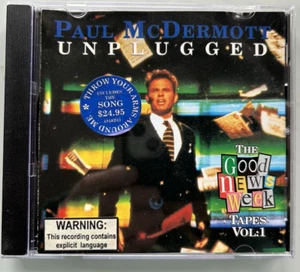 PAUL MCDERMOTT
UNPLUGGED
THROW YOUR ARMS AROUND ME
INCLUDES
THE
SONG
$24.95
THE
Good
NEWS
Week
TAPES
VOL:1
WARNING:
This recording contains
explicit language